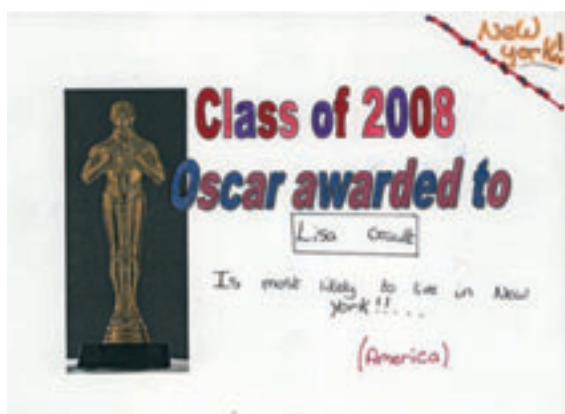 New
york!!
Class of 2008
Oscar awarded to
Lisa
Is most likely to live in New
york!!...
(America)